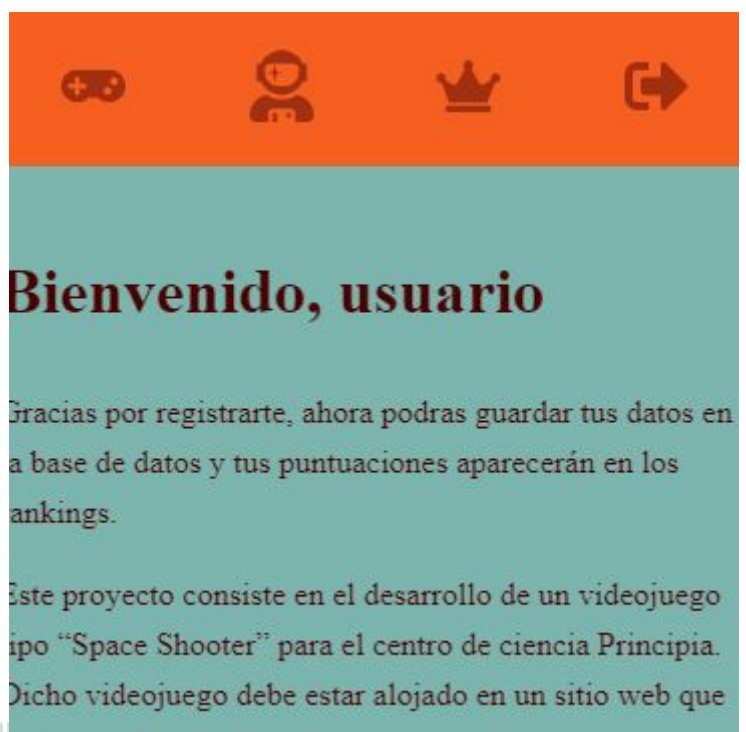 Bienvenido, usuario
Gracias por registrarte, ahora podras guardar tus datos en
a base de datos y tus puntuaciones aparecerán en los
ankings.
Este proyecto consiste en el desarrollo de un videojuego
ipo “Space Shooter” para el centro de ciencia Principia.
Dicho videojuego debe estar alojado en un sitio web que